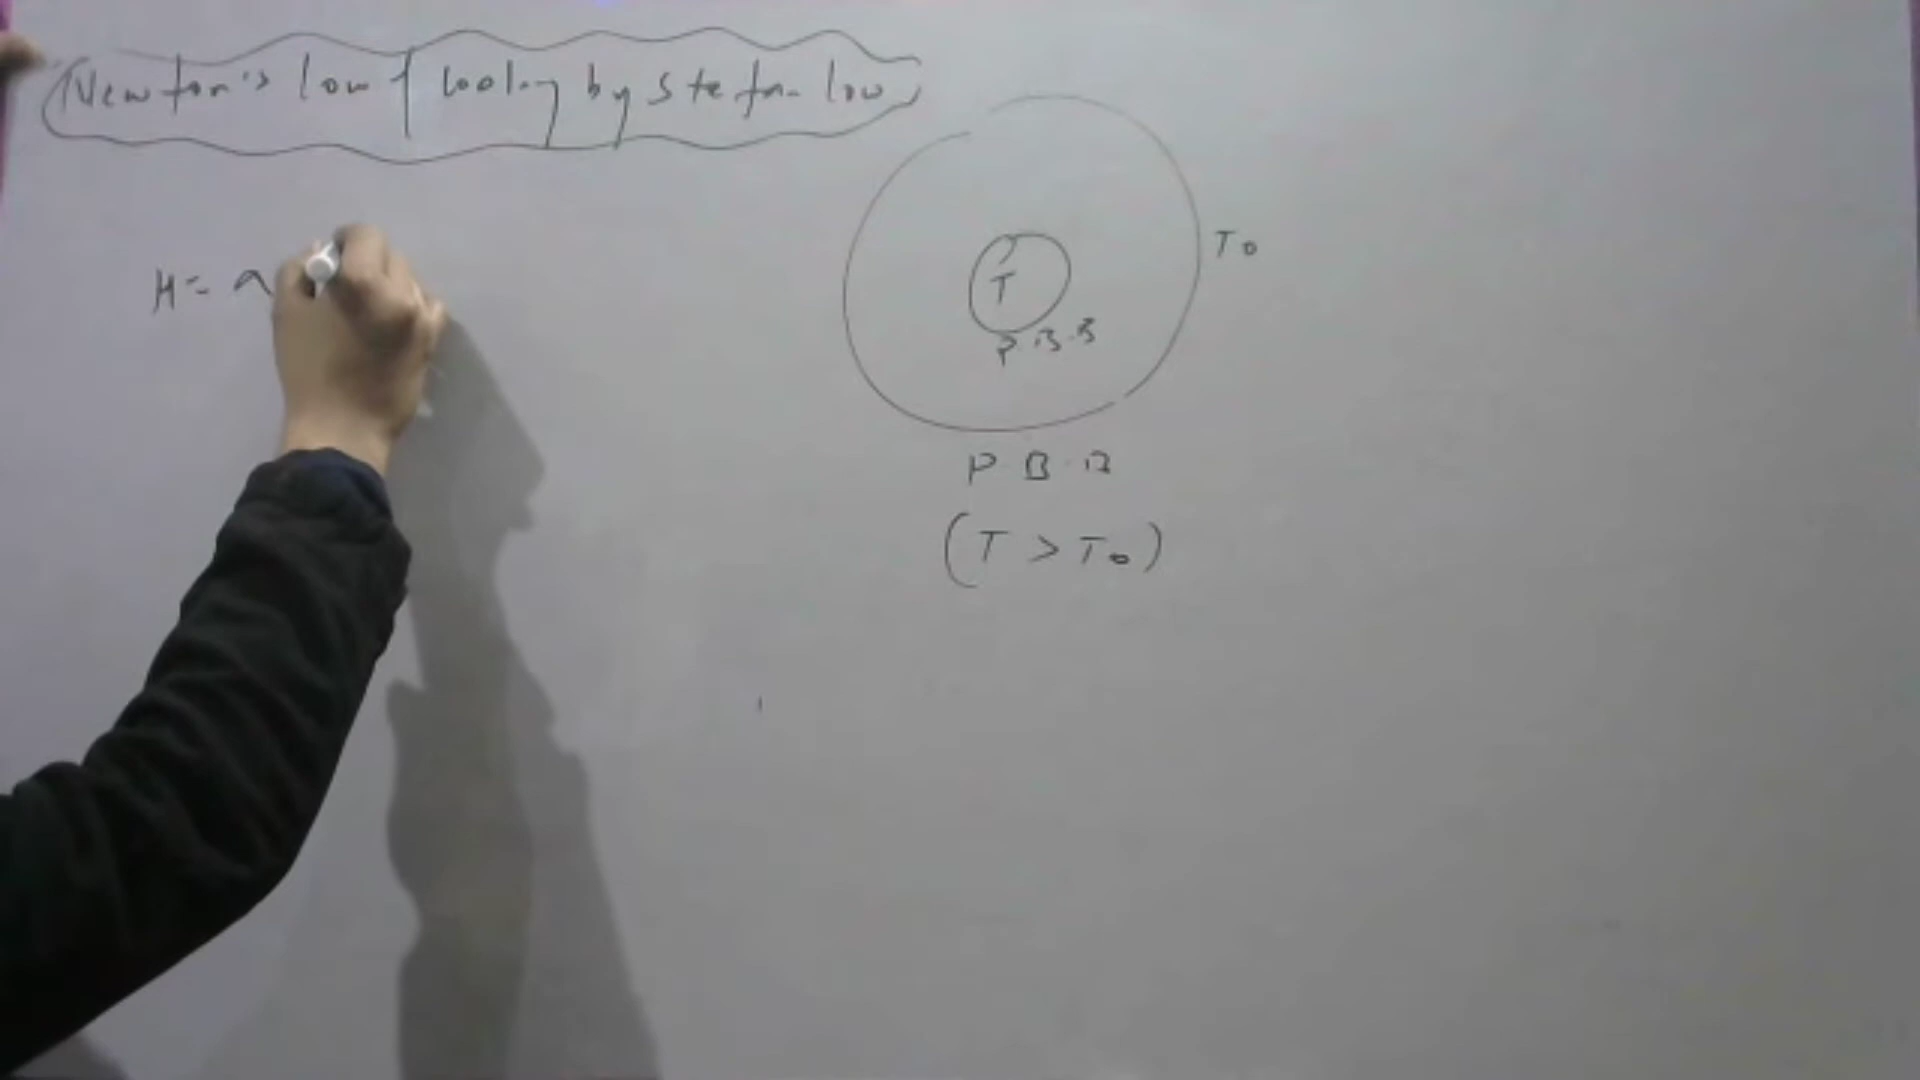 Newton's law of cooling by Stefan law
T0
T
P.B.B
H =
P.B.B
(T > T0)